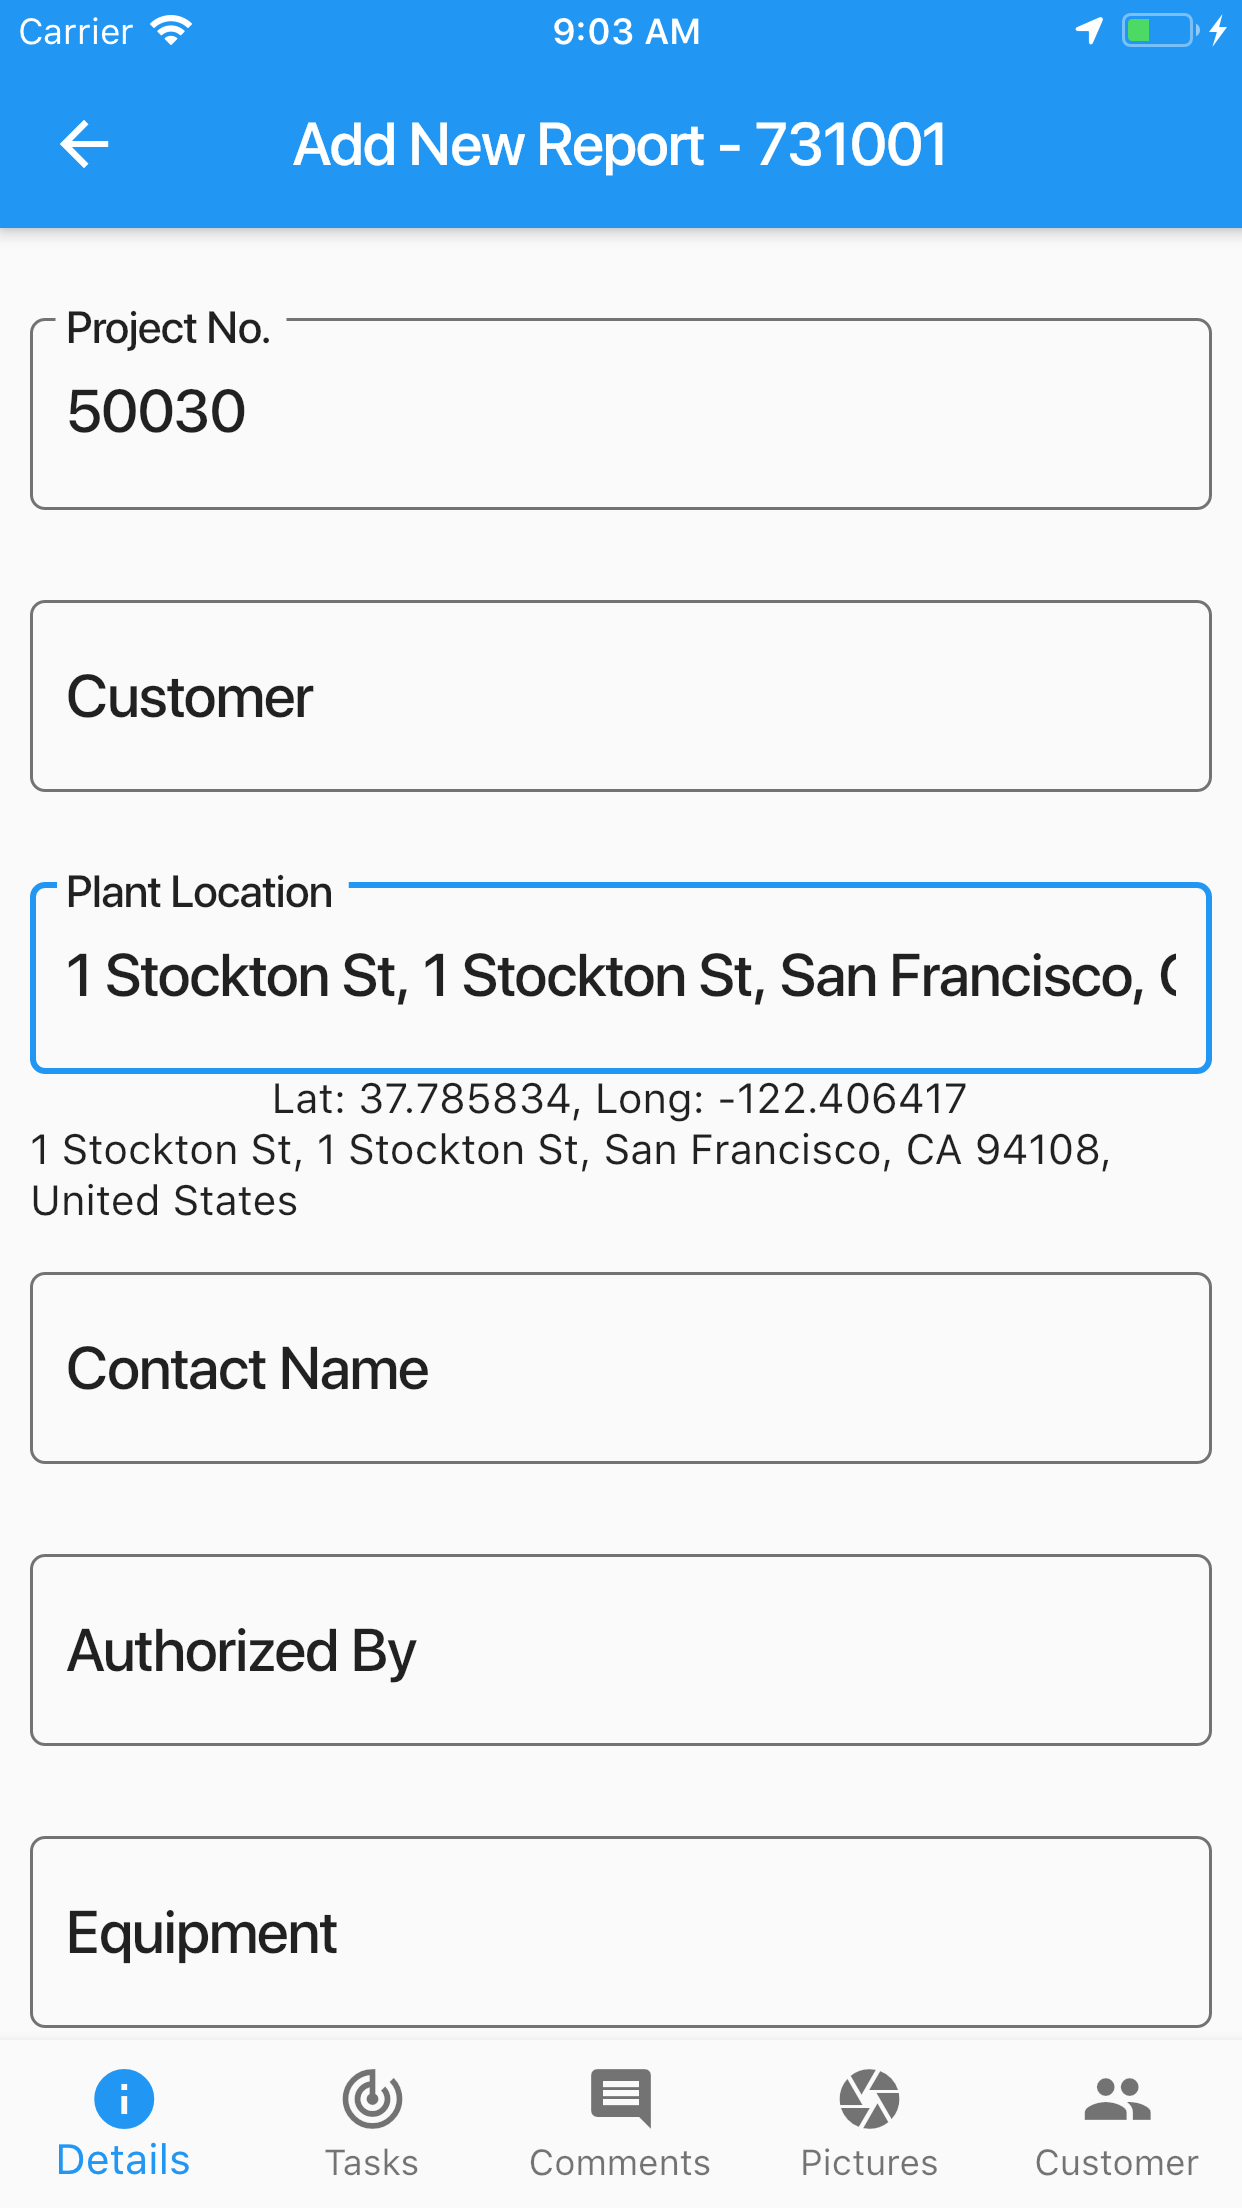 Carrier 9:03 AM
Add New Report - 731001
Project No.
50030
Customer
Plant Location
1 Stockton St, 1 Stockton St, San Francisco, C
Lat: 37.785834, Long: -122.406417
1 Stockton St, 1 Stockton St, San Francisco, CA 94108,
United States
Contact Name
Authorized By
Equipment
Details Tasks Comments Pictures Customer